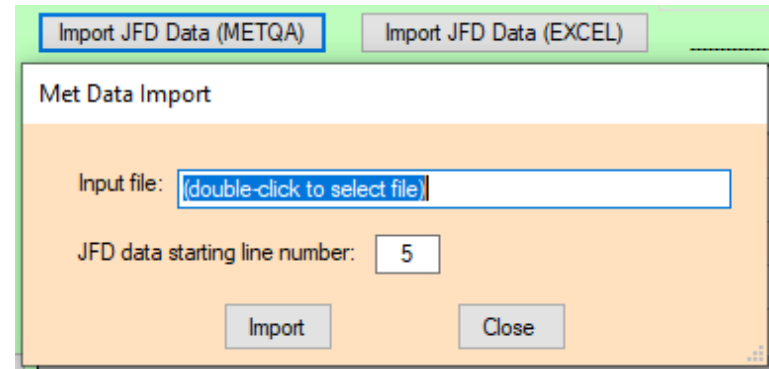 Import JFD Data (METQA) Import JFD Data (EXCEL)
Met Data Import
Input file: (double-click to select file)
JFD data starting line number: 5
Import Close